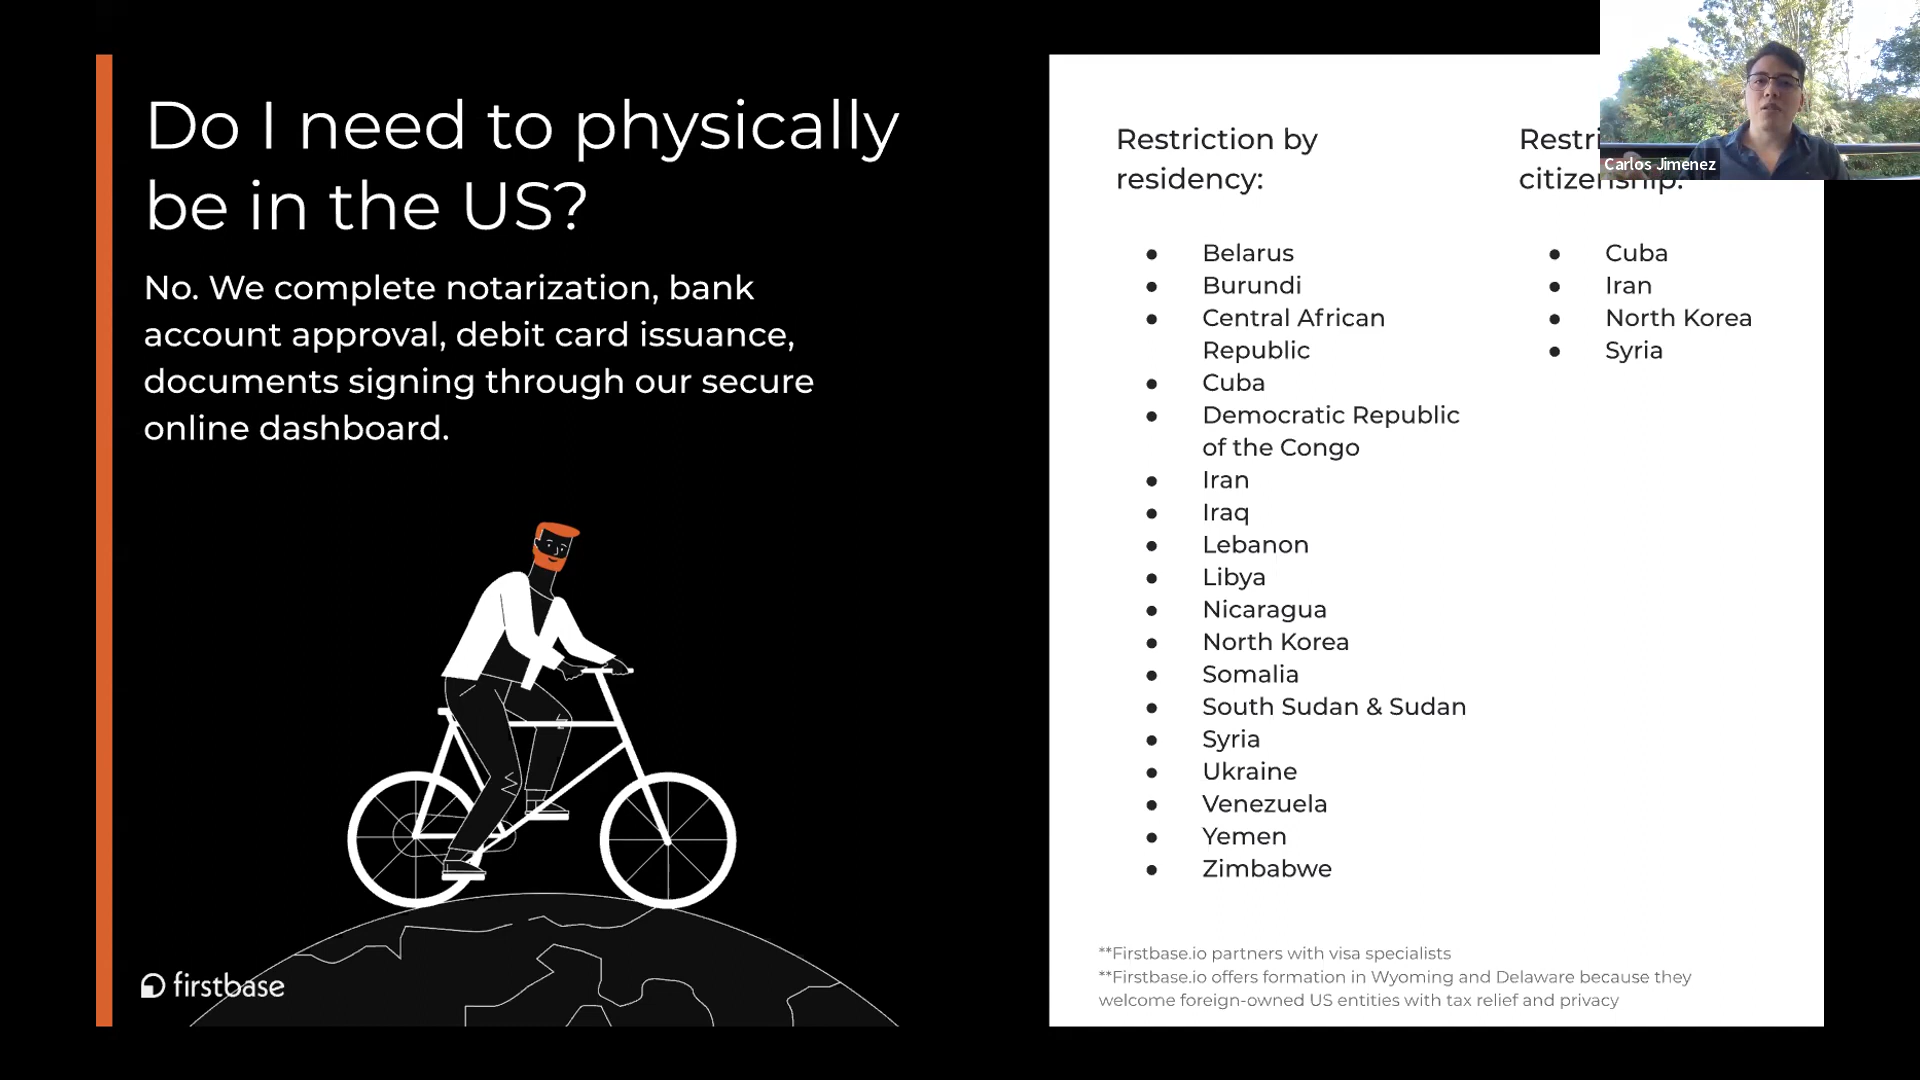 Do I need to physically
be in the US?
No. We complete notarization, bank
account approval, debit card issuance,
documents signing through our secure
online dashboard.
firstbase
Restriction by
residency:
Belarus
Burundi
Central African
Republic
Cuba
Democratic Republic
of the Congo
Iran
Iraq
Lebanon
Libya
Nicaragua
North Korea
Somalia
South Sudan & Sudan
Syria
Ukraine
Venezuela
Yemen
Zimbabwe
citizenship:
Cuba
Iran
North Korea
Syria
**Firstbase.io partners with visa specialists
**Firstbase.io offers formation in Wyoming and Delaware because they
welcome foreign-owned US entities with tax relief and privacy
Carlos Jimenez